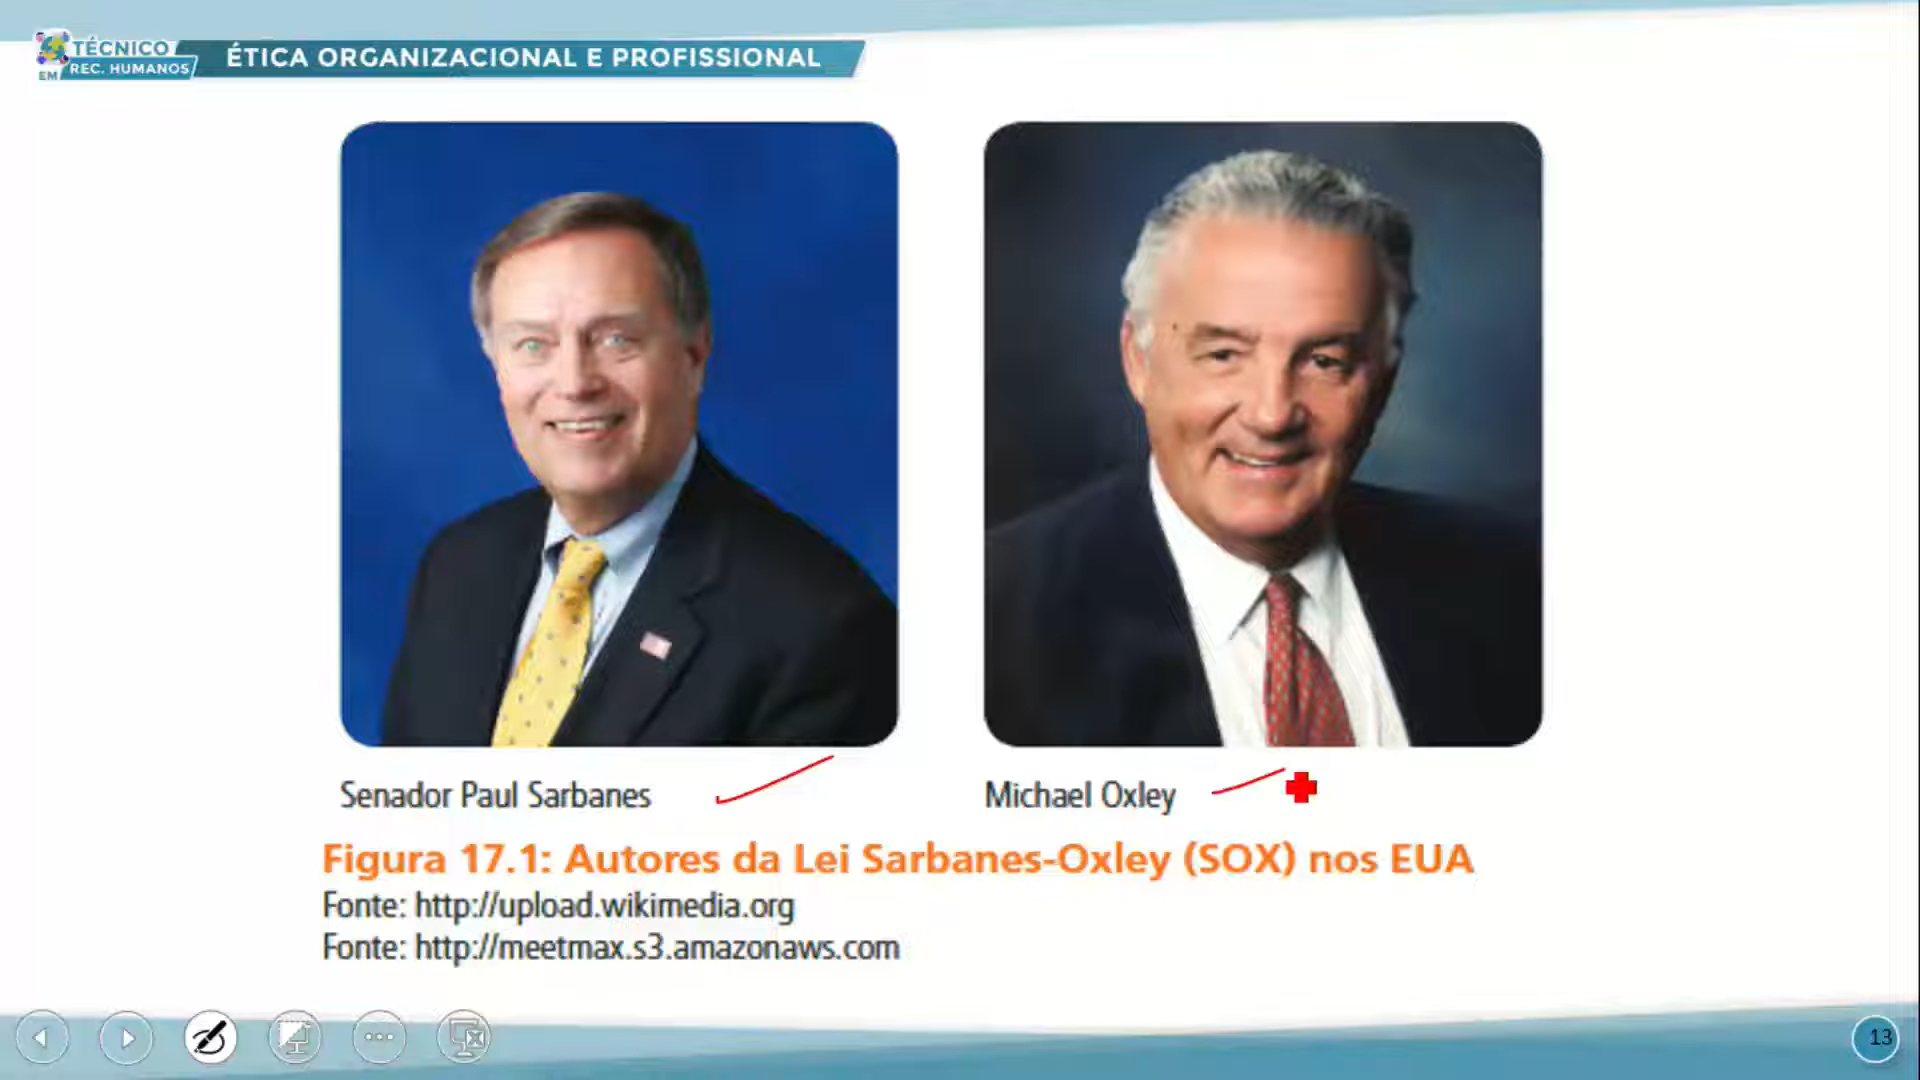 TÉCNICO
EM REC. HUMANOS
ÉTICA ORGANIZACIONAL E PROFISSIONAL
Senador Paul Sarbanes
Michael Oxley
Figura 17.1: Autores da Lei Sarbanes-Oxley (SOX) nos EUA
Fonte: http://upload.wikimedia.org
Fonte: http://meetmax.s3.amazonaws.com
13